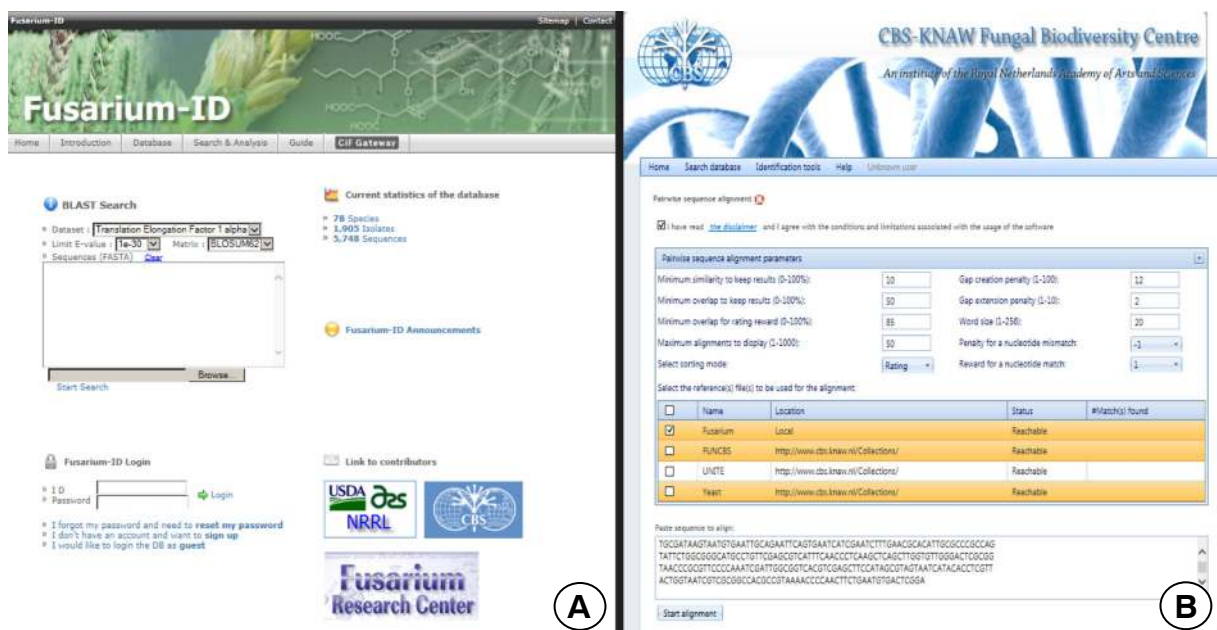 Fusarium-ID
Sitemap | Contact
Fusarium-ID
HOOC
HOOC
HOOC
Home Introduction Database Search & Analysis Guide CiF Gateway
BLAST Search
Dataset : Translation Elongation Factor 1 alpha
Limit E-value : 1e-30 Matrix : BLOSUM62
Sequences (FASTA) Clear
Browse...
Start Search
Current statistics of the database
78 Species
1,905 Isolates
5,748 Sequences
Fusarium-ID Announcements
Fusarium-ID Login
I D
Password
Login
I forgot my password and need to reset my password
I don't have an account and want to sign up
I would like to login the DB as guest
Link to contributors
USDA ars
NRRL
CBS
Fusarium
Research Center
A
CBS
CBS-KNAW Fungal Biodiversity Centre
An institute of the Royal Netherlands Academy of Arts and Sciences
Home Search database Identification tools Help Unknown user
Pairwise sequence alignment
I have read the disclaimer and I agree with the conditions and limitations associated with the usage of the software
Pairwise sequence alignment parameters
Minimum similarity to keep results (0-100%): 10 Gap creation penalty (1-100): 12
Minimum overlap to keep results (0-100%): 50 Gap extension penalty (1-10): 2
Minimum overlap for rating reward (0-100%): 85 Word size (1-256): 20
Maximum alignments to display (1-1000): 50 Penalty for a nucleotide mismatch: -1
Select sorting mode: Rating Reward for a nucleotide match: 1
Select the reference(s) file(s) to be used for the alignment:
Name Location Status #Match(s) found
Fusarium Local Reachable
FUNCBS http://www.cbs.knaw.nl/Collections/ Reachable
UNITE http://www.cbs.knaw.nl/Collections/ Reachable
Yeast http://www.cbs.knaw.nl/Collections/ Reachable
Paste sequence to align:
TGCGATAAGTAATGTGAATTGCAGAATTCAGTGAATCATCGAATCTTTGAACGCACATTGCGCCCGCCAG
TATTCTGGCGGGCATGCCTGTTCGAGCGTCATTTCAACCCTCAAGCTCAGCTTGGTGTTGGGACTCGCGG
TAACCCGCGTTCCCCAAATCGATTGGCGGTCACGTCGAGCTTCCATAGCGTAGTAATCATACACCTCGTT
ACTGGTAATCGTCGCGGCCACGCCGTAAAACCCCAACTTCTGAATGTGACTCGGA
Start alignment
B